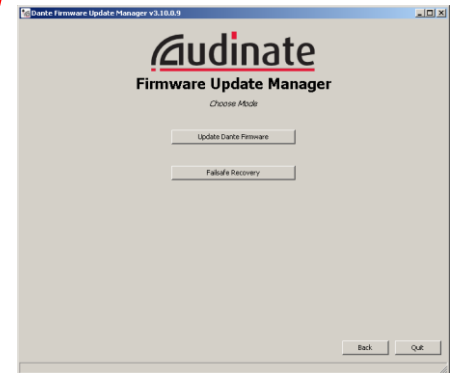 Dante Firmware Update Manager v3.10.0.9
Audinate
Firmware Update Manager
Choose Mode
Update Dante Firmware
Failsafe Recovery
Back Quit